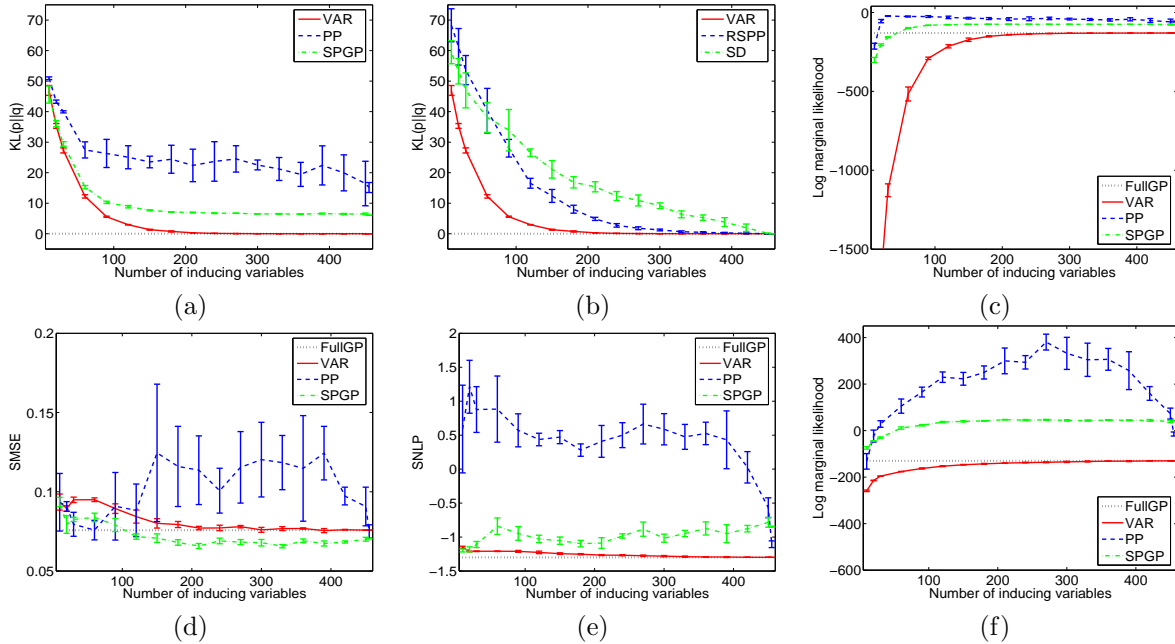 70
60
50
40
30
20
10
0
KL(p||q)
100 200 300 400
Number of inducing variables
VAR
PP
SPGP
(a)
70
60
50
40
30
20
10
0
KL(p||q)
100 200 300 400
Number of inducing variables
VAR
RSPP
SD
(b)
0
−500
−1000
−1500
Log marginal likelihood
100 200 300 400
Number of inducing variables
FullGP
VAR
PP
SPGP
(c)
0.2
0.15
0.1
0.05
SMSE
100 200 300 400
Number of inducing variables
FullGP
VAR
PP
SPGP
(d)
2
1.5
1
0.5
0
−0.5
−1
−1.5
SNLP
100 200 300 400
Number of inducing variables
FullGP
VAR
PP
SPGP
(e)
400
200
0
−200
−400
−600
Log marginal likelihood
100 200 300 400
Number of inducing variables
FullGP
VAR
PP
SPGP
(f)